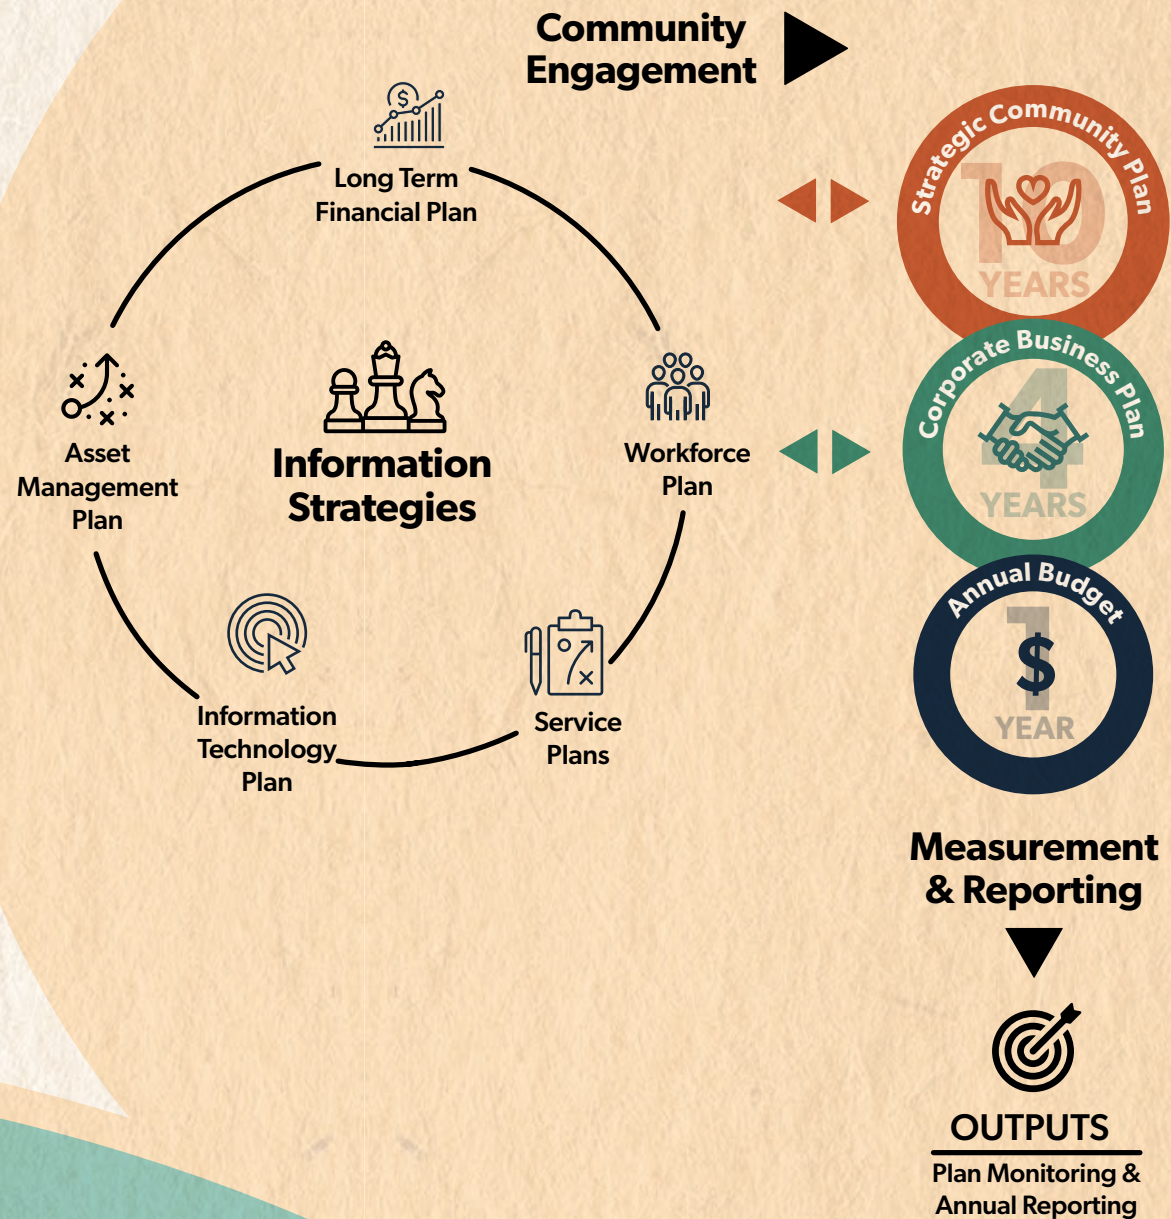 Community
Engagement
Long Term
Financial Plan
Asset
Management
Plan
Information
Strategies
Workforce
Plan
Information
Technology
Plan
Service
Plans
Strategic Community Plan
10
YEARS
Corporate Business Plan
4
YEARS
Annual Budget
1
$
YEAR
Measurement
& Reporting
OUTPUTS
Plan Monitoring &
Annual Reporting